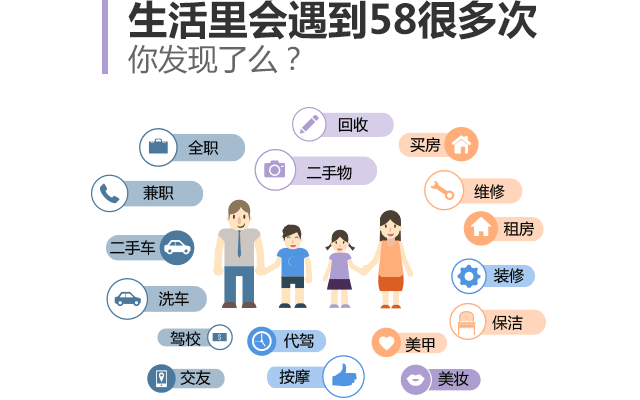 生活里会遇到58很多次
你发现了么？
回收
全职
买房
二手物
兼职
维修
租房
二手车
装修
洗车
保洁
驾校
代驾
美甲
交友
按摩
美妆